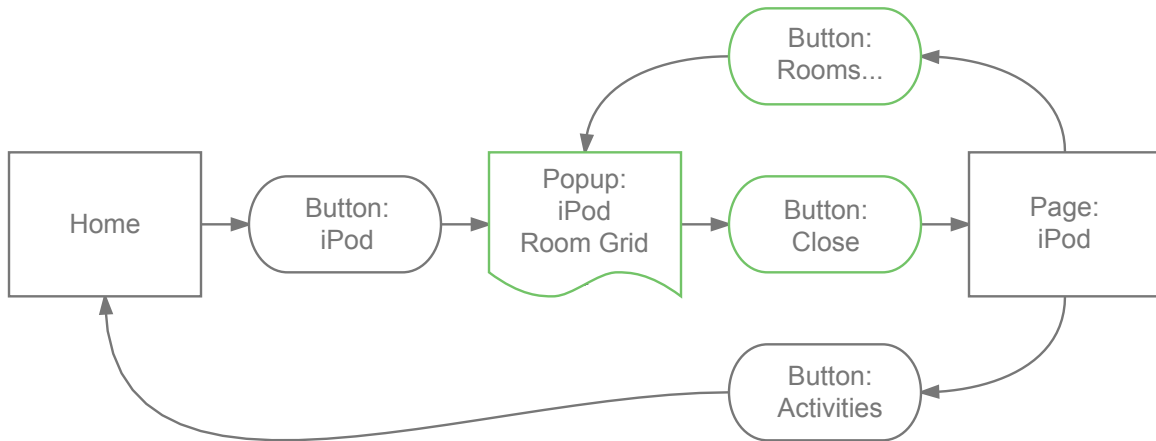 Button:
Rooms...
Home
Button:
iPod
Popup:
iPod
Room Grid
Button:
Close
Page:
iPod
Button:
Activities